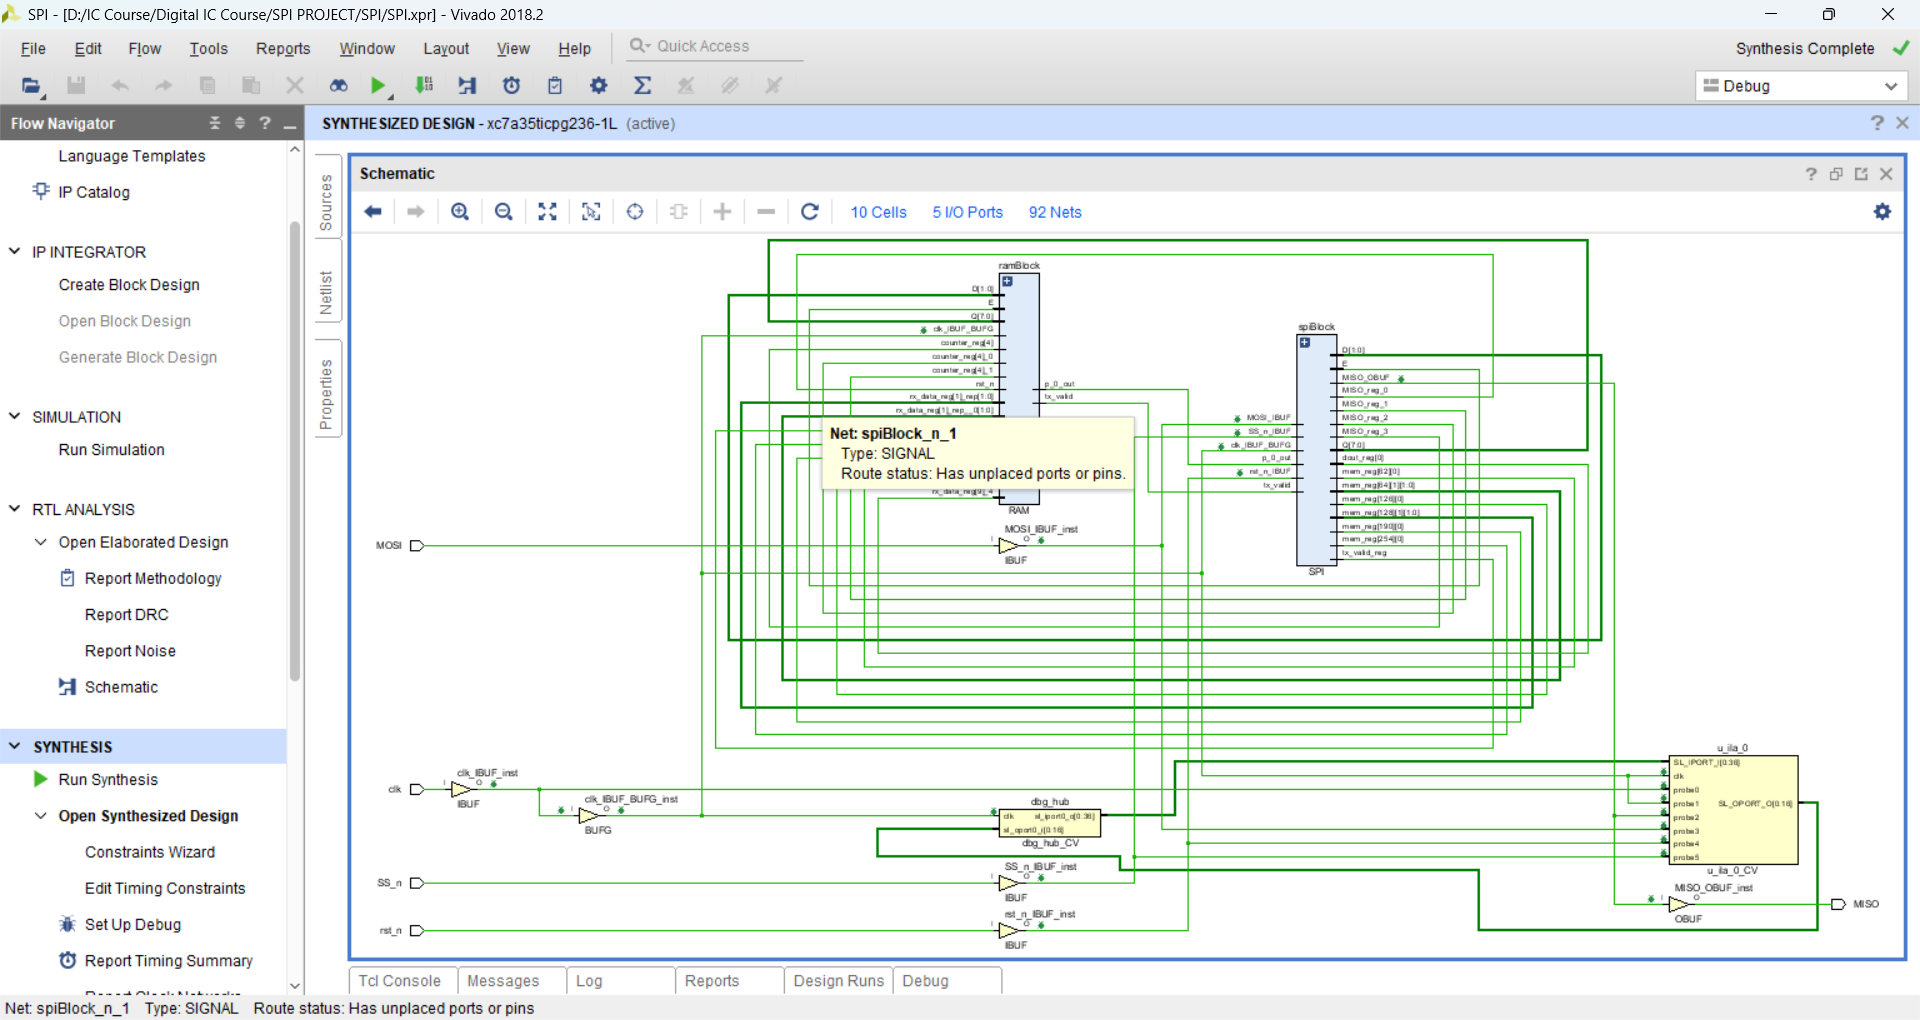 SPI - [D:/IC Course/Digital IC Course/SPI PROJECT/SPI/SPI.xpr] - Vivado 2018.2
File Edit Flow Tools Reports Window Layout View Help Quick Access
Synthesis Complete
Debug
Flow Navigator
SYNTHESIZED DESIGN - xc7a35ticpg236-1L (active)
Language Templates
IP Catalog
IP INTEGRATOR
Create Block Design
Open Block Design
Generate Block Design
SIMULATION
Run Simulation
RTL ANALYSIS
Open Elaborated Design
Report Methodology
Report DRC
Report Noise
Schematic
SYNTHESIS
Run Synthesis
Open Synthesized Design
Constraints Wizard
Edit Timing Constraints
Set Up Debug
Report Timing Summary
Sources
Netlist
Properties
Schematic
10 Cells 5 I/O Ports 92 Nets
ramBlock
D[1:0]
E
Q[7:0]
clk_IBUF_BUFG
counter_reg[4]
counter_reg[4]_0
counter_reg[4]_1
rst_n
rx_data_reg[1]_rep[1:0]
rx_data_reg[1]_rep__0[1:0]
p_0_out
tx_valid
Net: spiBlock_n_1
Type: SIGNAL
Route status: Has unplaced ports or pins.
rx_data_reg[9]_4
RAM
spiBlock
MOSI_IBUF
SS_n_IBUF
clk_IBUF_BUFG
p_0_out
rst_n_IBUF
tx_valid
D[1:0]
E
MISO_OBUF
MISO_reg_0
MISO_reg_1
MISO_reg_2
MISO_reg_3
Q[7:0]
dout_reg[0]
mem_reg[62][0]
mem_reg[64][1][1:0]
mem_reg[126][0]
mem_reg[128][1][1:0]
mem_reg[190][0]
mem_reg[254][0]
tx_valid_reg
SPI
MOSI
MOSI_IBUF_inst
I O
IBUF
clk
clk_IBUF_inst
I O
IBUF
clk_IBUF_BUFG_inst
I O
BUFG
dbg_hub
clk sl_iport0_o[0:36]
sl_oport0_i[0:16]
dbg_hub_CV
SS_n
SS_n_IBUF_inst
I O
IBUF
rst_n
rst_n_IBUF_inst
I O
IBUF
u_ila_0
SL_IPORT_I[0:36]
clk
probe0
probe1 SL_OPORT_O[0:16]
probe2
probe3
probe4
probe5
u_ila_0_CV
MISO_OBUF_inst
I O
OBUF
MISO
Tcl Console Messages Log Reports Design Runs Debug
Net: spiBlock_n_1 Type: SIGNAL Route status: Has unplaced ports or pins